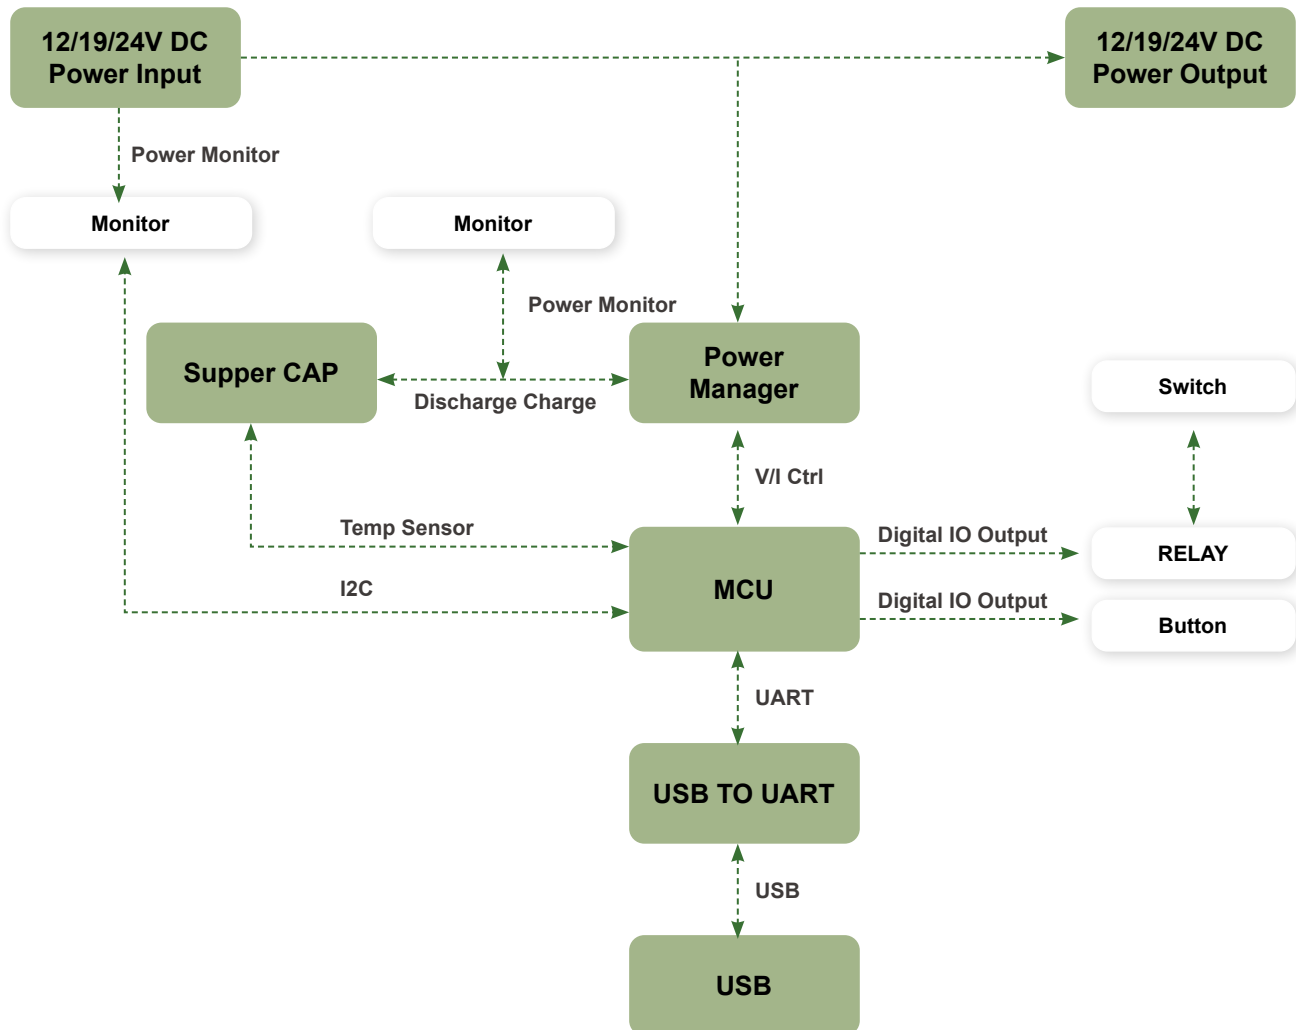 12/19/24V DC
Power Input
12/19/24V DC
Power Output
Power Monitor
Monitor
Monitor
Power Monitor
Supper CAP
Power
Manager
Discharge Charge
Switch
V/I Ctrl
Temp Sensor
Digital IO Output
RELAY
I2C
MCU
Digital IO Output
Button
UART
USB TO UART
USB
USB